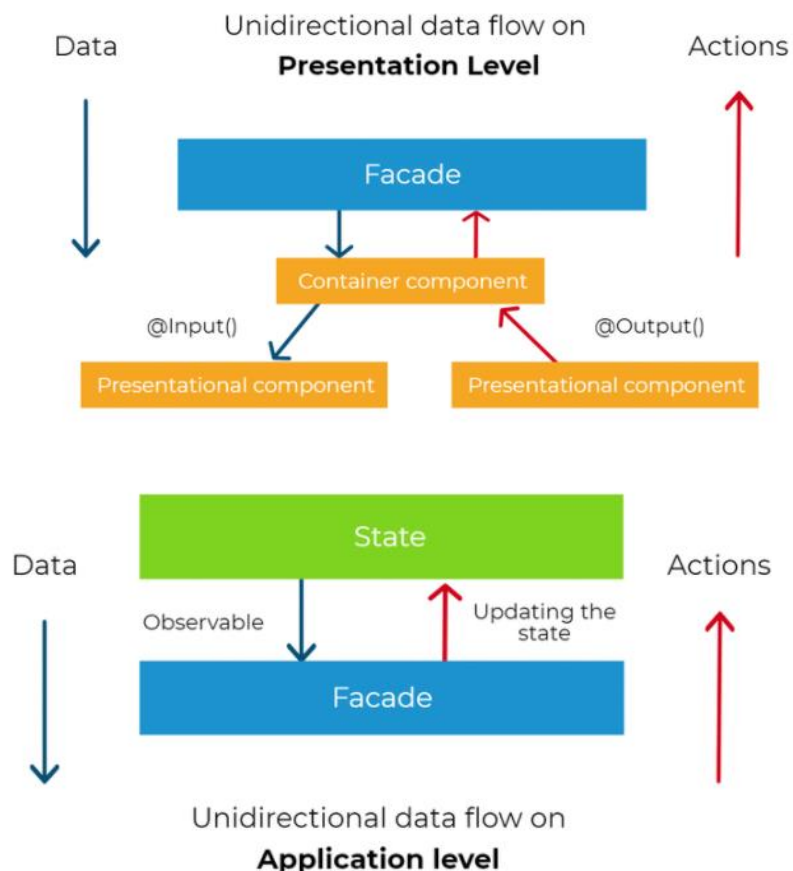 Unidirectional data flow on
Presentation Level
Data
Actions
Facade
Container component
@Input()
@Output()
Presentational component
Presentational component
State
Data
Actions
Observable
Updating the
state
Facade
Unidirectional data flow on
Application level